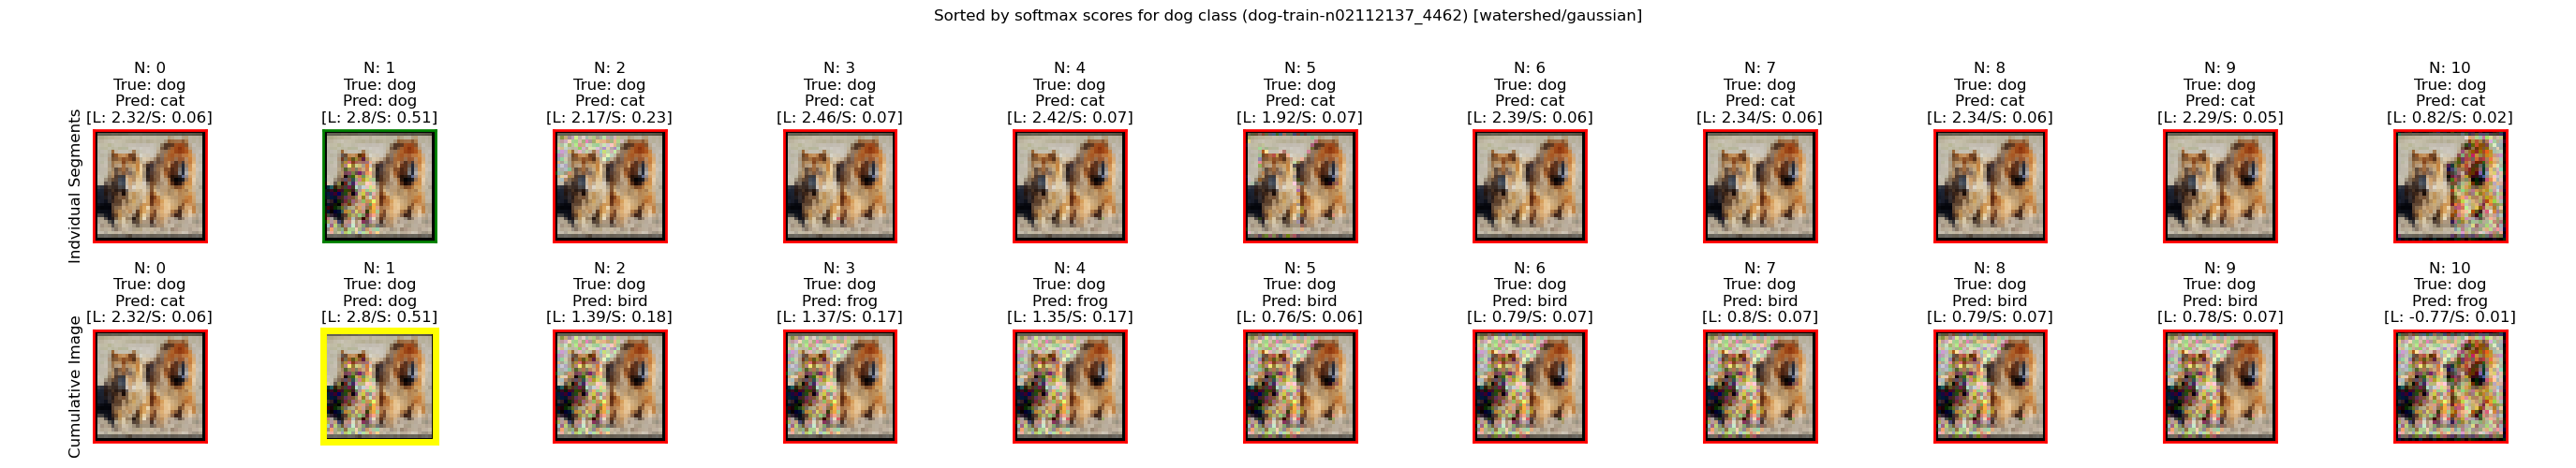 Sorted by softmax scores for dog class (dog-train-n02112137_4462) [watershed/gaussian]
Indvidual Segments
N: 0
True: dog
Pred: cat
[L: 2.32/S: 0.06]
N: 1
True: dog
Pred: dog
[L: 2.8/S: 0.51]
N: 2
True: dog
Pred: cat
[L: 2.17/S: 0.23]
N: 3
True: dog
Pred: cat
[L: 2.46/S: 0.07]
N: 4
True: dog
Pred: cat
[L: 2.42/S: 0.07]
N: 5
True: dog
Pred: cat
[L: 1.92/S: 0.07]
N: 6
True: dog
Pred: cat
[L: 2.39/S: 0.06]
N: 7
True: dog
Pred: cat
[L: 2.34/S: 0.06]
N: 8
True: dog
Pred: cat
[L: 2.34/S: 0.06]
N: 9
True: dog
Pred: cat
[L: 2.29/S: 0.05]
N: 10
True: dog
Pred: cat
[L: 0.82/S: 0.02]
Cumulative Image
N: 0
True: dog
Pred: cat
[L: 2.32/S: 0.06]
N: 1
True: dog
Pred: dog
[L: 2.8/S: 0.51]
N: 2
True: dog
Pred: bird
[L: 1.39/S: 0.18]
N: 3
True: dog
Pred: frog
[L: 1.37/S: 0.17]
N: 4
True: dog
Pred: frog
[L: 1.35/S: 0.17]
N: 5
True: dog
Pred: bird
[L: 0.76/S: 0.06]
N: 6
True: dog
Pred: bird
[L: 0.79/S: 0.07]
N: 7
True: dog
Pred: bird
[L: 0.8/S: 0.07]
N: 8
True: dog
Pred: bird
[L: 0.79/S: 0.07]
N: 9
True: dog
Pred: bird
[L: 0.78/S: 0.07]
N: 10
True: dog
Pred: frog
[L: -0.77/S: 0.01]